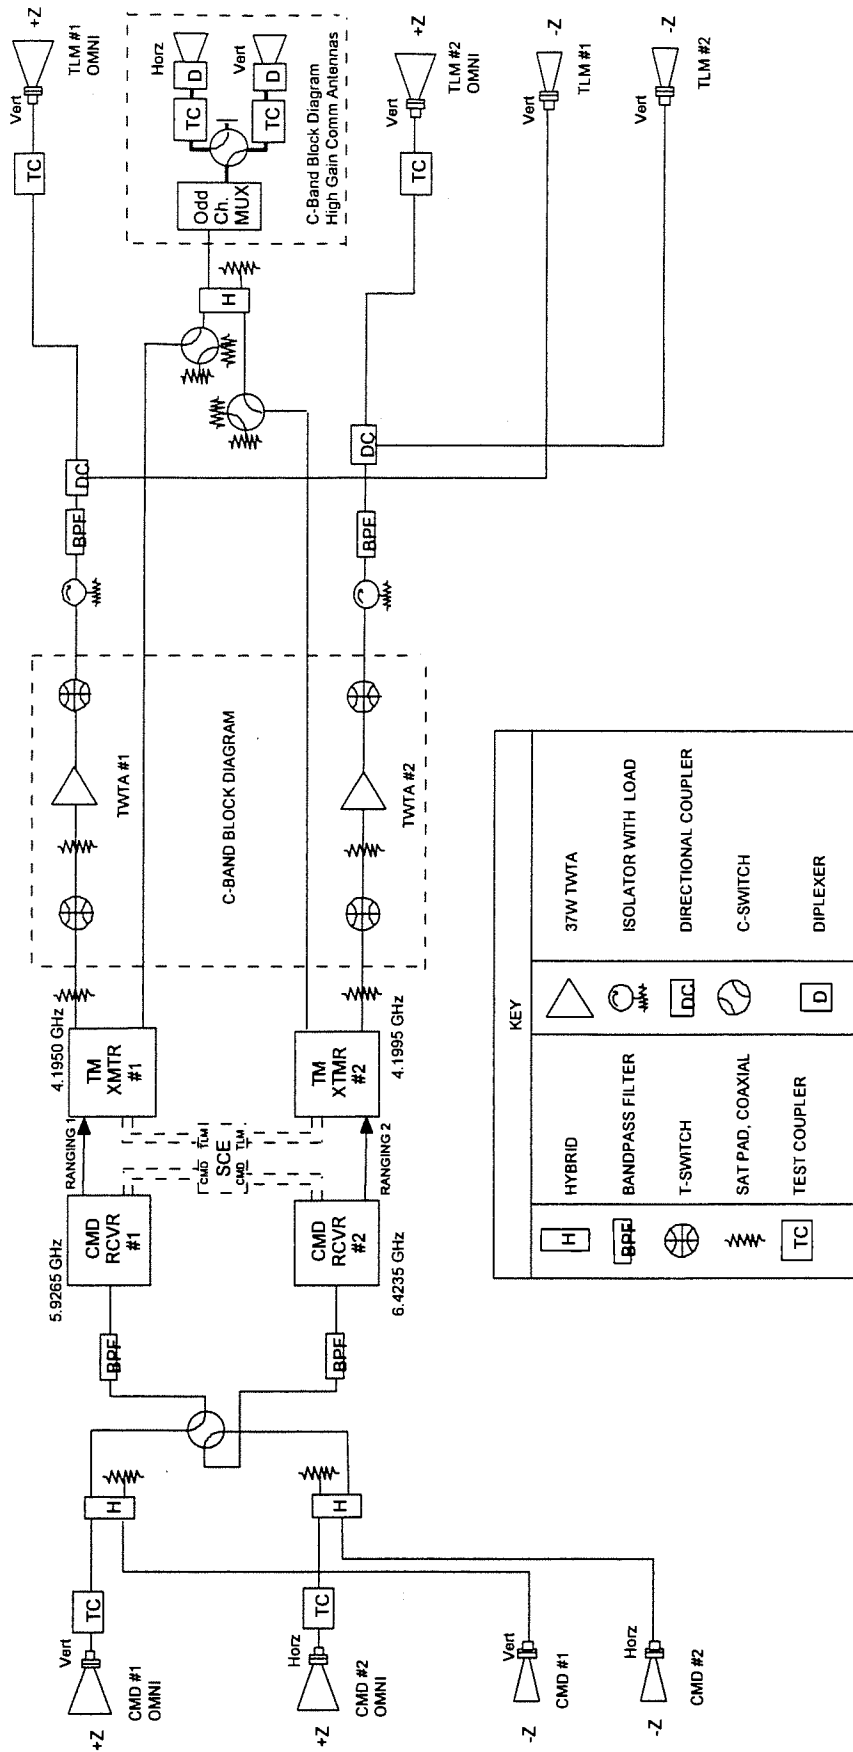 +Z
Vert
CMD #1
OMNI
TC
H
+Z
Horz
CMD #2
OMNI
TC
H
-Z
Vert
CMD #1
-Z
Horz
CMD #2
BPF
BPF
5.9265 GHz
CMD
RCVR
#1
CMD
RCVR
#2
6.4235 GHz
RANGING 1
CMD TLM
SCE
CMD TLM
RANGING 2
4.1950 GHz
TM
XMTR
#1
TM
XTMR
#2
4.1995 GHz
TWTA #1
C-BAND BLOCK DIAGRAM
TWTA #2
BPF
DC
BPF
DC
H
TC
Vert
+Z
TLM #1
OMNI
Odd
Ch.
MUX
TC
D
Horz
TC
D
Vert
C-Band Block Diagram
High Gain Comm Antennas
TC
Vert
+Z
TLM #2
OMNI
Vert
-Z
TLM #1
Vert
-Z
TLM #2
KEY
H
HYBRID
37W TWTA
BPF
BANDPASS FILTER
ISOLATOR WITH LOAD
T-SWITCH
DC
DIRECTIONAL COUPLER
SAT PAD, COAXIAL
C-SWITCH
TC
TEST COUPLER
D
DIPLEXER